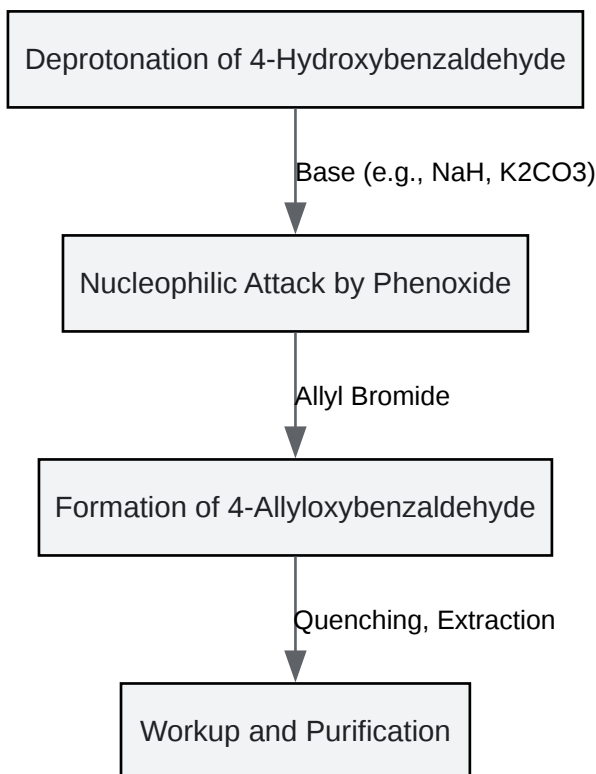 Deprotonation of 4-Hydroxybenzaldehyde
Base (e.g., NaH, K2CO3)
Nucleophilic Attack by Phenoxide
Allyl Bromide
Formation of 4-Allyloxybenzaldehyde
Quenching, Extraction
Workup and Purification